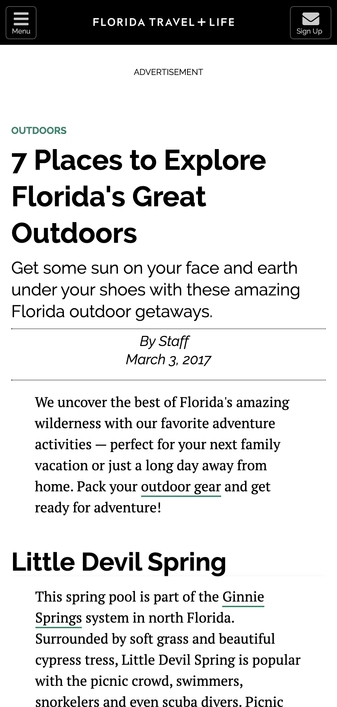 Menu
FLORIDA TRAVEL+LIFE
Sign Up
ADVERTISEMENT
OUTDOORS
7 Places to Explore
Florida's Great
Outdoors
Get some sun on your face and earth
under your shoes with these amazing
Florida outdoor getaways.
By Staff
March 3, 2017
We uncover the best of Florida's amazing
wilderness with our favorite adventure
activities — perfect for your next family
vacation or just a long day away from
home. Pack your outdoor gear and get
ready for adventure!
Little Devil Spring
This spring pool is part of the Ginnie
Springs system in north Florida.
Surrounded by soft grass and beautiful
cypress tress, Little Devil Spring is popular
with the picnic crowd, swimmers,
snorkelers and even scuba divers. Picnic